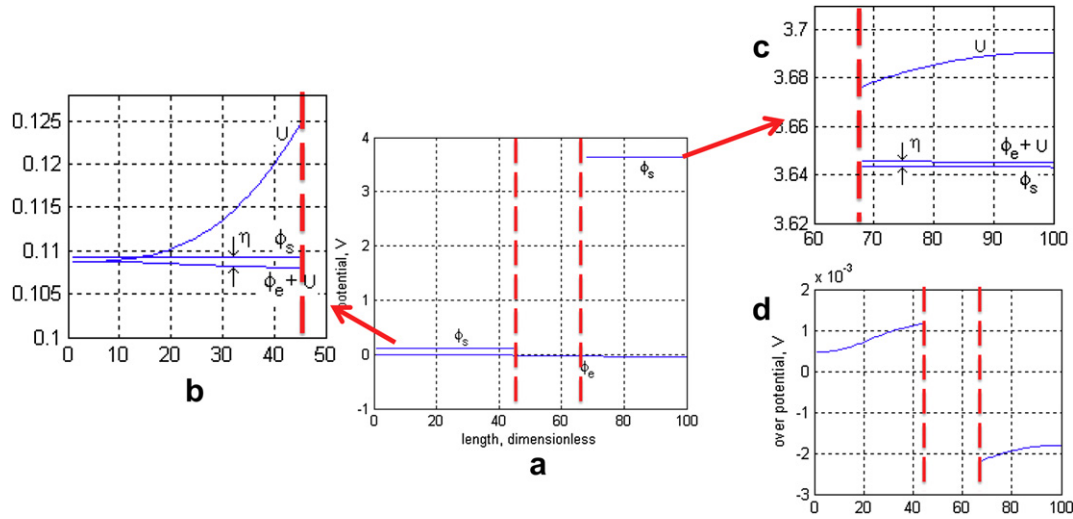 b
0.125
0.12
0.115
0.11
0.105
0.1
0 10 20 30 40 50
U
η
ϕs
ϕe + U
a
4
3
2
1
0
-1
0 20 40 60 80 100
potential, V
length, dimensionless
ϕs
ϕs
ϕe
c
3.7
3.68
3.66
3.64
3.62
60 70 80 90 100
U
η
ϕe + U
ϕs
d
x 10-3
2
1
0
-1
-2
-3
0 20 40 60 80 100
over potential, V